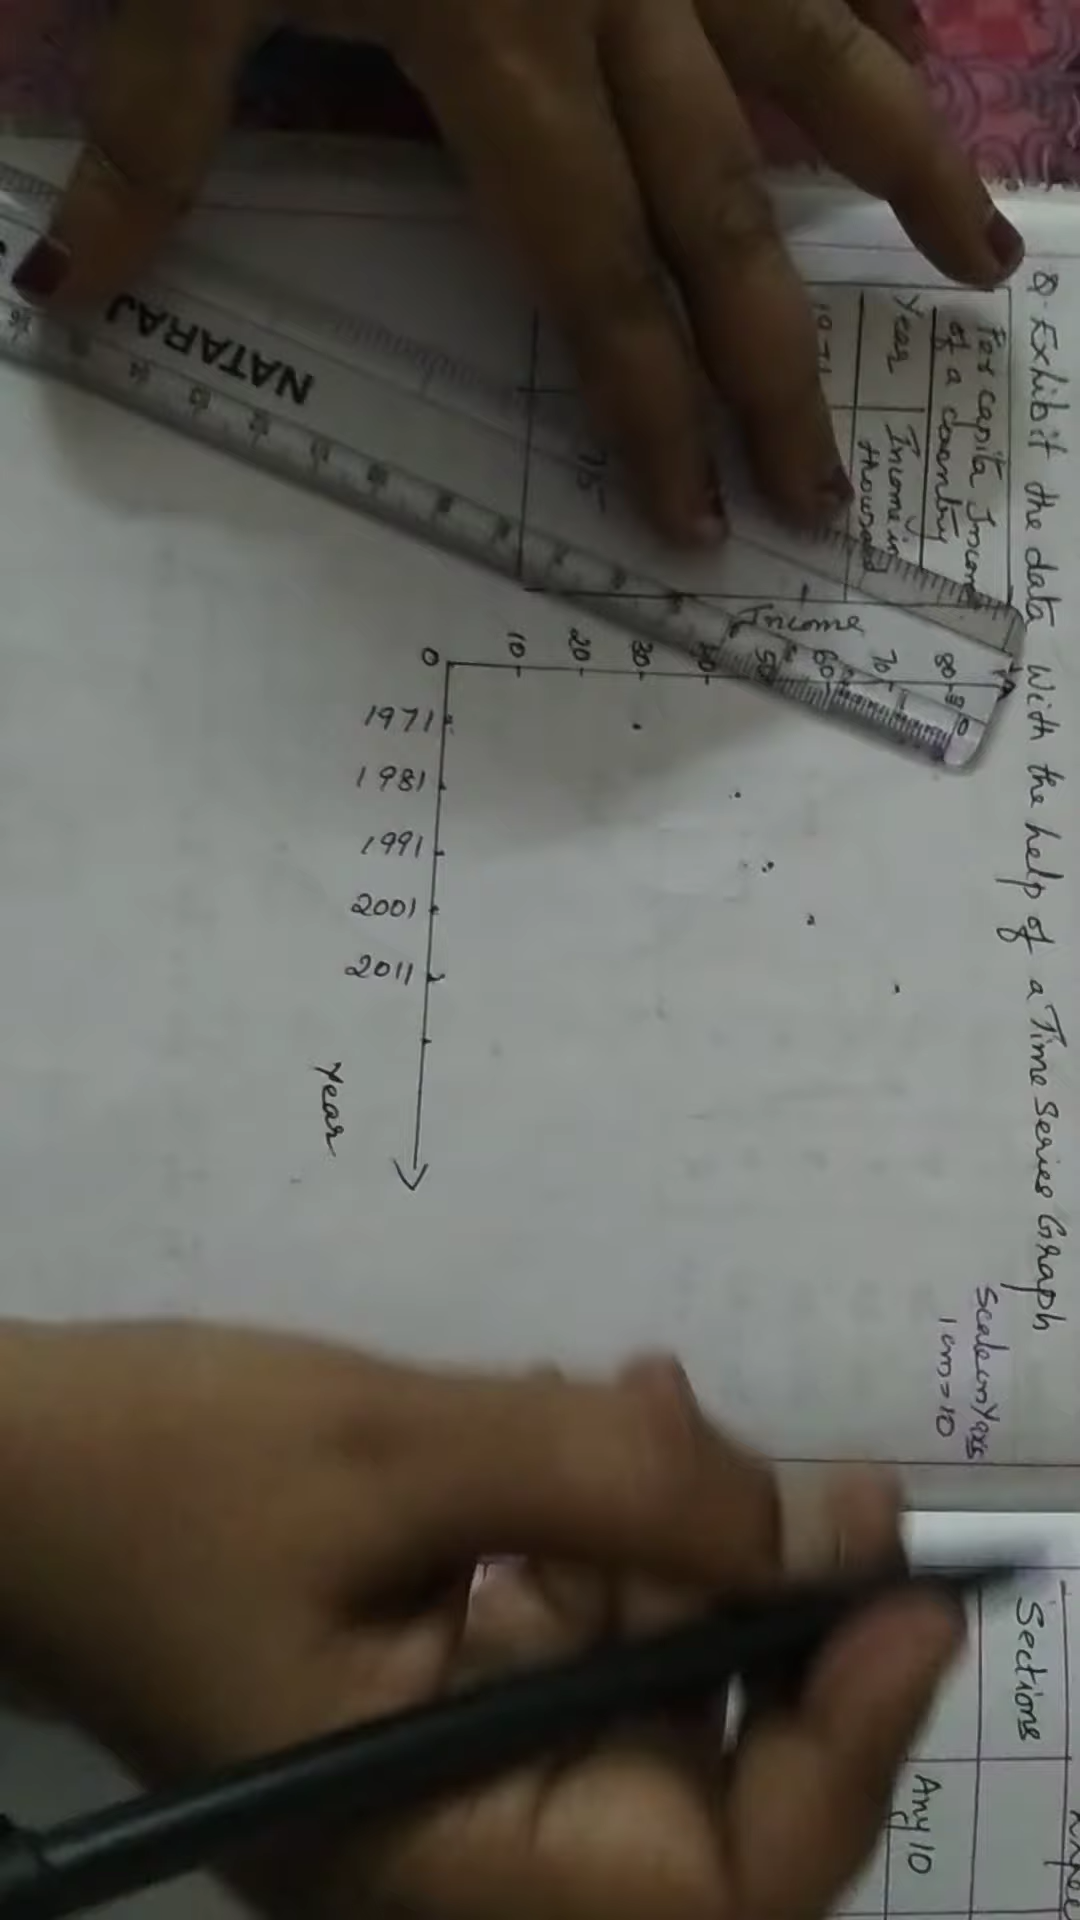 Q. Exhibit the data With the help of a Time Series Graph
Scale on Y axis
1 cm = 10
Per capita Incom
of a country
Year
Income in
thousand
75
Income
80
70
60
50
40
30
20
10
0
1971
1981
1991
2001
2011
Year
NATARAJ
Sections
Any 10